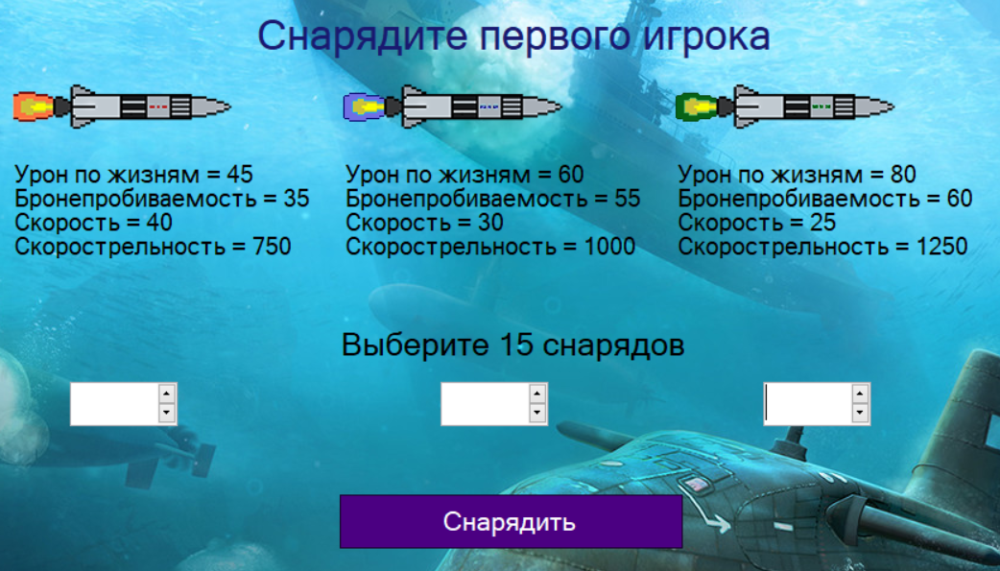 Снарядите первого игрока
Урон по жизням = 45
Бронепробиваемость = 35
Скорость = 40
Скорострельность = 750
Урон по жизням = 60
Бронепробиваемость = 55
Скорость = 30
Скорострельность = 1000
Урон по жизням = 80
Бронепробиваемость = 60
Скорость = 25
Скорострельность = 1250
Выберите 15 снарядов
Снарядить